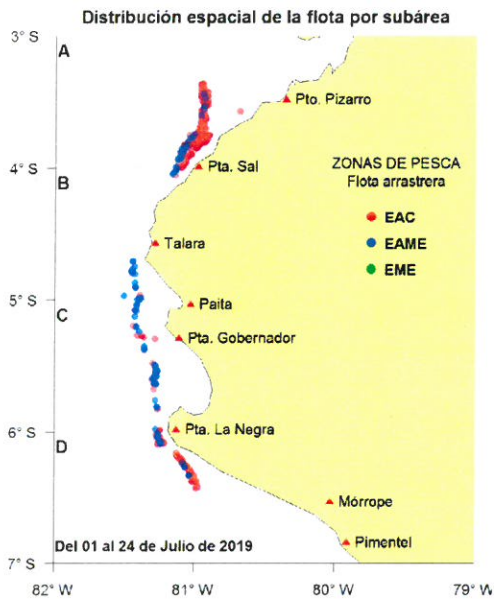 Distribución espacial de la flota por subárea
3° S
A
Pto. Pizarro
4° S
Pta. Sal
B
ZONAS DE PESCA
Flota arrastrera
EAC
EAME
EME
Talara
5° S
Paita
C
Pta. Gobernador
6° S
Pta. La Negra
D
Mórrope
Pimentel
Del 01 al 24 de Julio de 2019
7° S
82° W
81° W
80° W
79° W